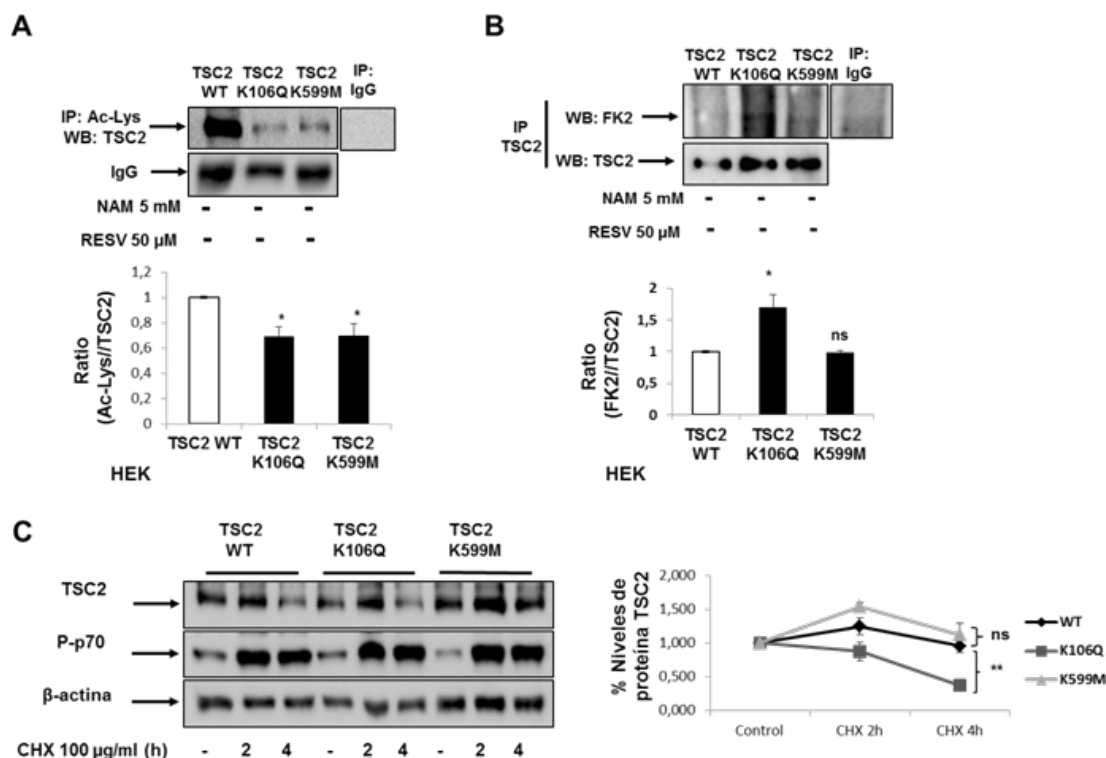 A
TSC2 TSC2 TSC2 IP:
WT K106Q K599M IgG
IP: Ac-Lys
WB: TSC2
IgG
NAM 5 mM - - -
RESV 50 µM - - -
1,2
1
0,8
0,6
0,4
0,2
0
Ratio
(Ac-Lys//TSC2)
* *
TSC2 WT TSC2 TSC2
K106Q K599M
HEK
B
TSC2 TSC2 TSC2 IP:
WT K106Q K599M IgG
IP
TSC2
WB: FK2
WB: TSC2
NAM 5 mM - - -
RESV 50 µM - - -
2
1,5
1
0,5
0
Ratio
(FK2//TSC2)
* ns
TSC2 TSC2 TSC2
WT K106Q K599M
HEK
C
TSC2 TSC2 TSC2
WT K106Q K599M
TSC2
P-p70
β-actina
CHX 100 µg/ml (h) - 2 4 - 2 4 - 2 4
% Niveles de
proteína TSC2
2,000
1,500
1,000
0,500
0,000
Control CHX 2h CHX 4h
ns
**
WT
K106Q
K599M